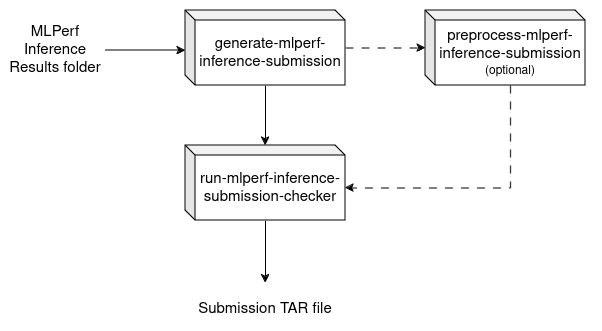 MLPerf
Inference
Results folder
generate-mlperf-
inference-submission
preprocess-mlperf-
inference-submission
(optional)
run-mlperf-inference-
submission-checker
Submission TAR file